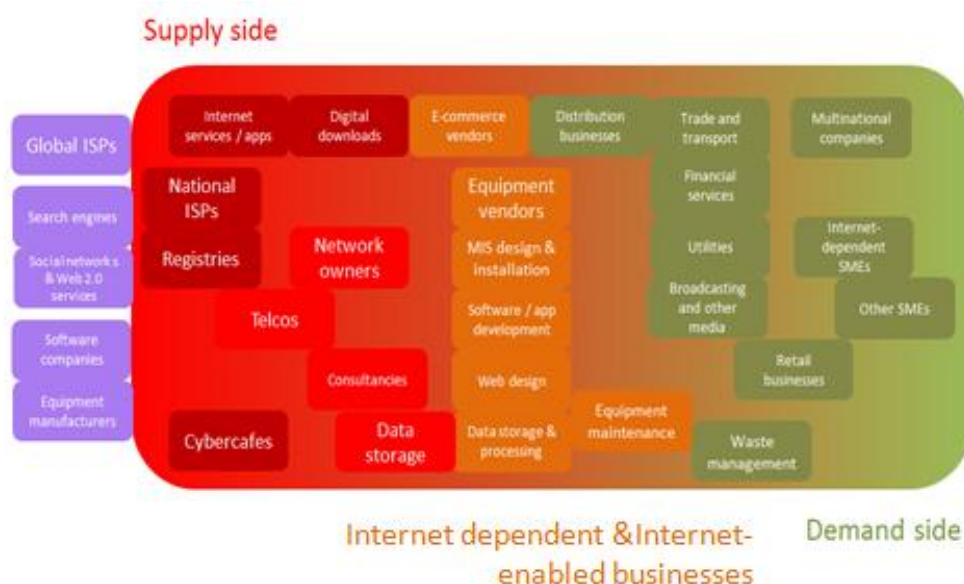 Supply side
Global ISPs
Search engines
Social network s
& Web 2.0
services
Software
companies
Equipment
manufacturers
Internet
services / apps
Digital
downloads
E-commerce
vendors
Distribution
businesses
Trade and
transport
Multinational
companies
National
ISPs
Equipment
vendors
Financial
services
Registries
Network
owners
MIS design &
installation
Utilities
Internet-
dependent
SMEs
Telcos
Software / app
development
Broadcasting
and other
media
Other SMEs
Consultancies
Web design
Retail
businesses
Cybercafes
Data
storage
Data storage &
processing
Equipment
maintenance
Waste
management
Internet dependent &Internet-
enabled businesses
Demand side